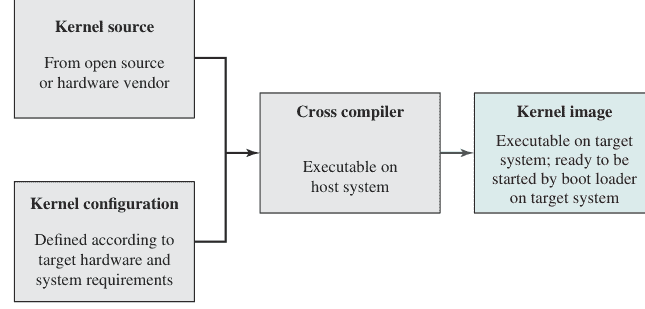 Kernel source
From open source
or hardware vendor
Kernel configuration
Defined according to
target hardware and
system requirements
Cross compiler
Executable on
host system
Kernel image
Executable on target
system; ready to be
started by boot loader
on target system